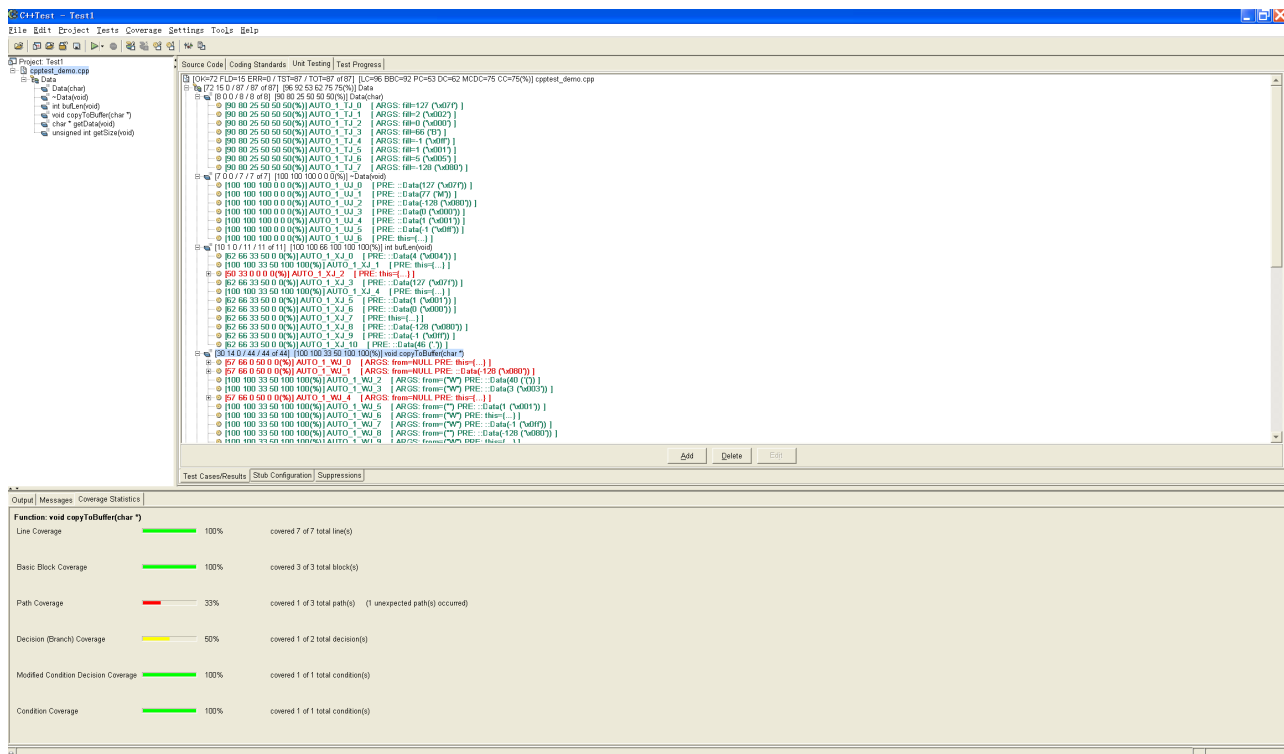 C++Test - Test1
File Edit Project Tests Coverage Settings Tools Help
Project: Test1
cpptest_demo.cpp
Data
Data(char)
~Data(void)
int bufLen(void)
void copyToBuffer(char *)
char * getData(void)
unsigned int getSize(void)
Source Code Coding Standards Unit Testing Test Progress
[OK=72 FLD=15 ERR=0 / TST=87 / TOT=87 of 87] [LC=96 BBC=92 PC=53 DC=62 MCDC=75 CC=75(%)] cpptest_demo.cpp
[72 15 0 / 87 / 87 of 87] [96 92 53 62 75 75(%)] Data
[8 0 0 / 8 / 8 of 8] [90 80 25 50 50 50(%)] Data(char)
[90 80 25 50 50 50(%)] AUTO_1_TJ_0 [ ARGS: fill=127 ('\x07f') ]
[90 80 25 50 50 50(%)] AUTO_1_TJ_1 [ ARGS: fill=2 ('\x002') ]
[90 80 25 50 50 50(%)] AUTO_1_TJ_2 [ ARGS: fill=0 ('\x000') ]
[90 80 25 50 50 50(%)] AUTO_1_TJ_3 [ ARGS: fill=66 ('B') ]
[90 80 25 50 50 50(%)] AUTO_1_TJ_4 [ ARGS: fill=-1 ('\x0ff') ]
[90 80 25 50 50 50(%)] AUTO_1_TJ_5 [ ARGS: fill=1 ('\x001') ]
[90 80 25 50 50 50(%)] AUTO_1_TJ_6 [ ARGS: fill=5 ('\x005') ]
[90 80 25 50 50 50(%)] AUTO_1_TJ_7 [ ARGS: fill=-128 ('\x080') ]
[7 0 0 / 7 / 7 of 7] [100 100 100 0 0 0(%)] ~Data(void)
[100 100 100 0 0 0(%)] AUTO_1_UJ_0 [ PRE: ::Data(127 ('\x07f')) ]
[100 100 100 0 0 0(%)] AUTO_1_UJ_1 [ PRE: ::Data(77 ('M')) ]
[100 100 100 0 0 0(%)] AUTO_1_UJ_2 [ PRE: ::Data(-128 ('\x080')) ]
[100 100 100 0 0 0(%)] AUTO_1_UJ_3 [ PRE: ::Data(0 ('\x000')) ]
[100 100 100 0 0 0(%)] AUTO_1_UJ_4 [ PRE: ::Data(1 ('\x001')) ]
[100 100 100 0 0 0(%)] AUTO_1_UJ_5 [ PRE: ::Data(-1 ('\x0ff')) ]
[100 100 100 0 0 0(%)] AUTO_1_UJ_6 [ PRE: this={...} ]
[10 1 0 / 11 / 11 of 11] [100 100 66 100 100 100(%)] int bufLen(void)
[62 66 33 50 0 0(%)] AUTO_1_XJ_0 [ PRE: ::Data(4 ('\x004')) ]
[100 100 33 50 100 100(%)] AUTO_1_XJ_1 [ PRE: this={...} ]
[50 33 0 0 0 0(%)] AUTO_1_XJ_2 [ PRE: this={...} ]
[62 66 33 50 0 0(%)] AUTO_1_XJ_3 [ PRE: ::Data(127 ('\x07f')) ]
[100 100 33 50 100 100(%)] AUTO_1_XJ_4 [ PRE: this={...} ]
[62 66 33 50 0 0(%)] AUTO_1_XJ_5 [ PRE: ::Data(1 ('\x001')) ]
[62 66 33 50 0 0(%)] AUTO_1_XJ_6 [ PRE: ::Data(0 ('\x000')) ]
[62 66 33 50 0 0(%)] AUTO_1_XJ_7 [ PRE: this={...} ]
[62 66 33 50 0 0(%)] AUTO_1_XJ_8 [ PRE: ::Data(-128 ('\x080')) ]
[62 66 33 50 0 0(%)] AUTO_1_XJ_9 [ PRE: ::Data(-1 ('\x0ff')) ]
[62 66 33 50 0 0(%)] AUTO_1_XJ_10 [ PRE: ::Data(46 ('.')) ]
[30 14 0 / 44 / 44 of 44] [100 100 33 50 100 100(%)] void copyToBuffer(char *)
[57 66 0 50 0 0(%)] AUTO_1_WJ_0 [ ARGS: from=NULL PRE: this={...} ]
[57 66 0 50 0 0(%)] AUTO_1_WJ_1 [ ARGS: from=NULL PRE: ::Data(-128 ('\x080')) ]
[100 100 33 50 100 100(%)] AUTO_1_WJ_2 [ ARGS: from=("W") PRE: ::Data(40 ('(')) ]
[100 100 33 50 100 100(%)] AUTO_1_WJ_3 [ ARGS: from=("W") PRE: ::Data(3 ('\x003')) ]
[57 66 0 50 0 0(%)] AUTO_1_WJ_4 [ ARGS: from=NULL PRE: this={...} ]
[100 100 33 50 100 100(%)] AUTO_1_WJ_5 [ ARGS: from=("") PRE: ::Data(1 ('\x001')) ]
[100 100 33 50 100 100(%)] AUTO_1_WJ_6 [ ARGS: from=("W") PRE: this={...} ]
[100 100 33 50 100 100(%)] AUTO_1_WJ_7 [ ARGS: from=("W") PRE: ::Data(-1 ('\x0ff')) ]
[100 100 33 50 100 100(%)] AUTO_1_WJ_8 [ ARGS: from=("") PRE: ::Data(-128 ('\x080')) ]
[100 100 33 50 100 100(%)] AUTO_1_WJ_9 [ ARGS: from=("W") PRE: this={...} ]
Add Delete Edit
Test Cases/Results Stub Configuration Suppressions
Output Messages Coverage Statistics
Function: void copyToBuffer(char *)
Line Coverage 100% covered 7 of 7 total line(s)
Basic Block Coverage 100% covered 3 of 3 total block(s)
Path Coverage 33% covered 1 of 3 total path(s) (1 unexpected path(s) occurred)
Decision (Branch) Coverage 50% covered 1 of 2 total decision(s)
Modified Condition Decision Coverage 100% covered 1 of 1 total condition(s)
Condition Coverage 100% covered 1 of 1 total condition(s)